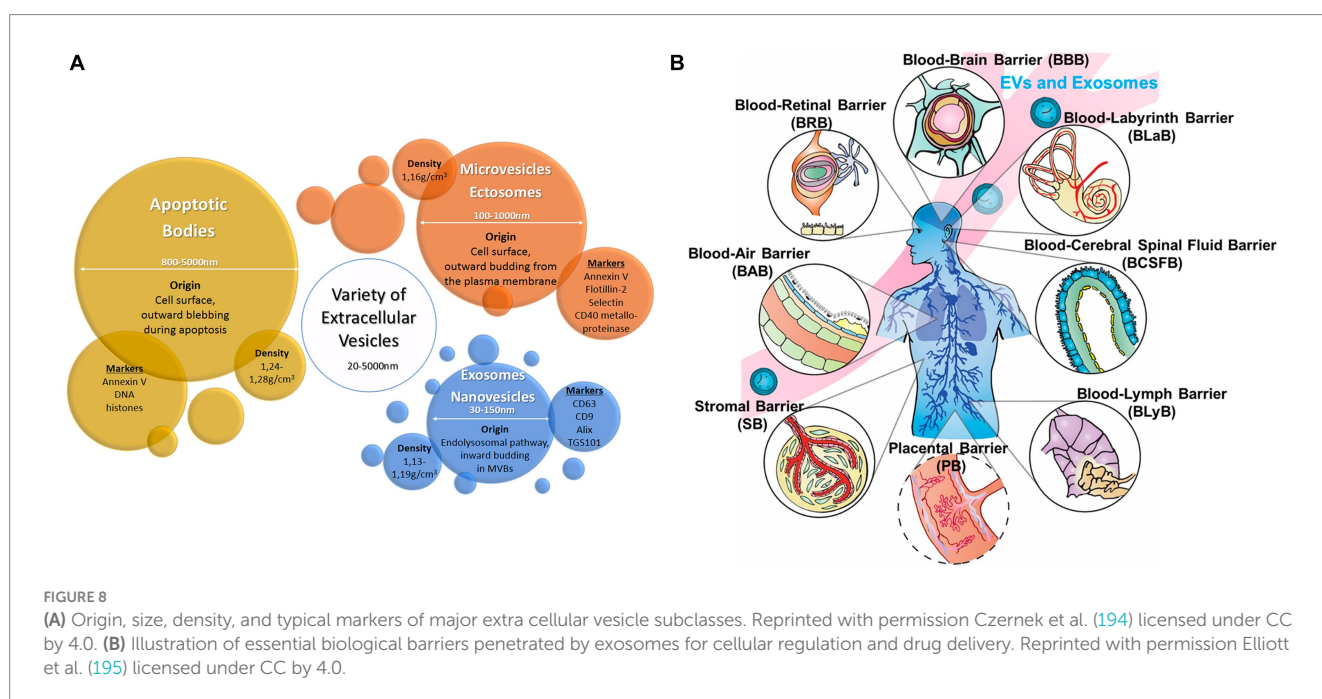 A
Apoptotic
Bodies
800-5000nm
Origin
Cell surface,
outward blebbing
during apoptosis
Markers
Annexin V
DNA
histones
Density
1,24-
1,28g/cm³
Density
1,16g/cm³
Microvesicles
Ectosomes
100-1000nm
Origin
Cell surface,
outward budding from
the plasma membrane
Markers
Annexin V
Flotillin-2
Selectin
CD40 metallo-
proteinase
Variety of
Extracellular
Vesicles
20-5000nm
Exosomes
Nanovesicles
30-150nm
Origin
Endolysosomal pathway,
inward budding
in MVBs
Markers
CD63
CD9
Alix
TGS101
Density
1,13-
1,19g/cm³
B
Blood-Brain Barrier (BBB)
EVs and Exosomes
Blood-Retinal Barrier
(BRB)
Blood-Labyrinth Barrier
(BLaB)
Blood-Air Barrier
(BAB)
Blood-Cerebral Spinal Fluid Barrier
(BCSFB)
Stromal Barrier
(SB)
Blood-Lymph Barrier
(BLyB)
Placental Barrier
(PB)
FIGURE 8
(A) Origin, size, density, and typical markers of major extra cellular vesicle subclasses. Reprinted with permission Czernek et al. (194) licensed under CC
by 4.0. (B) Illustration of essential biological barriers penetrated by exosomes for cellular regulation and drug delivery. Reprinted with permission Elliott
et al. (195) licensed under CC by 4.0.